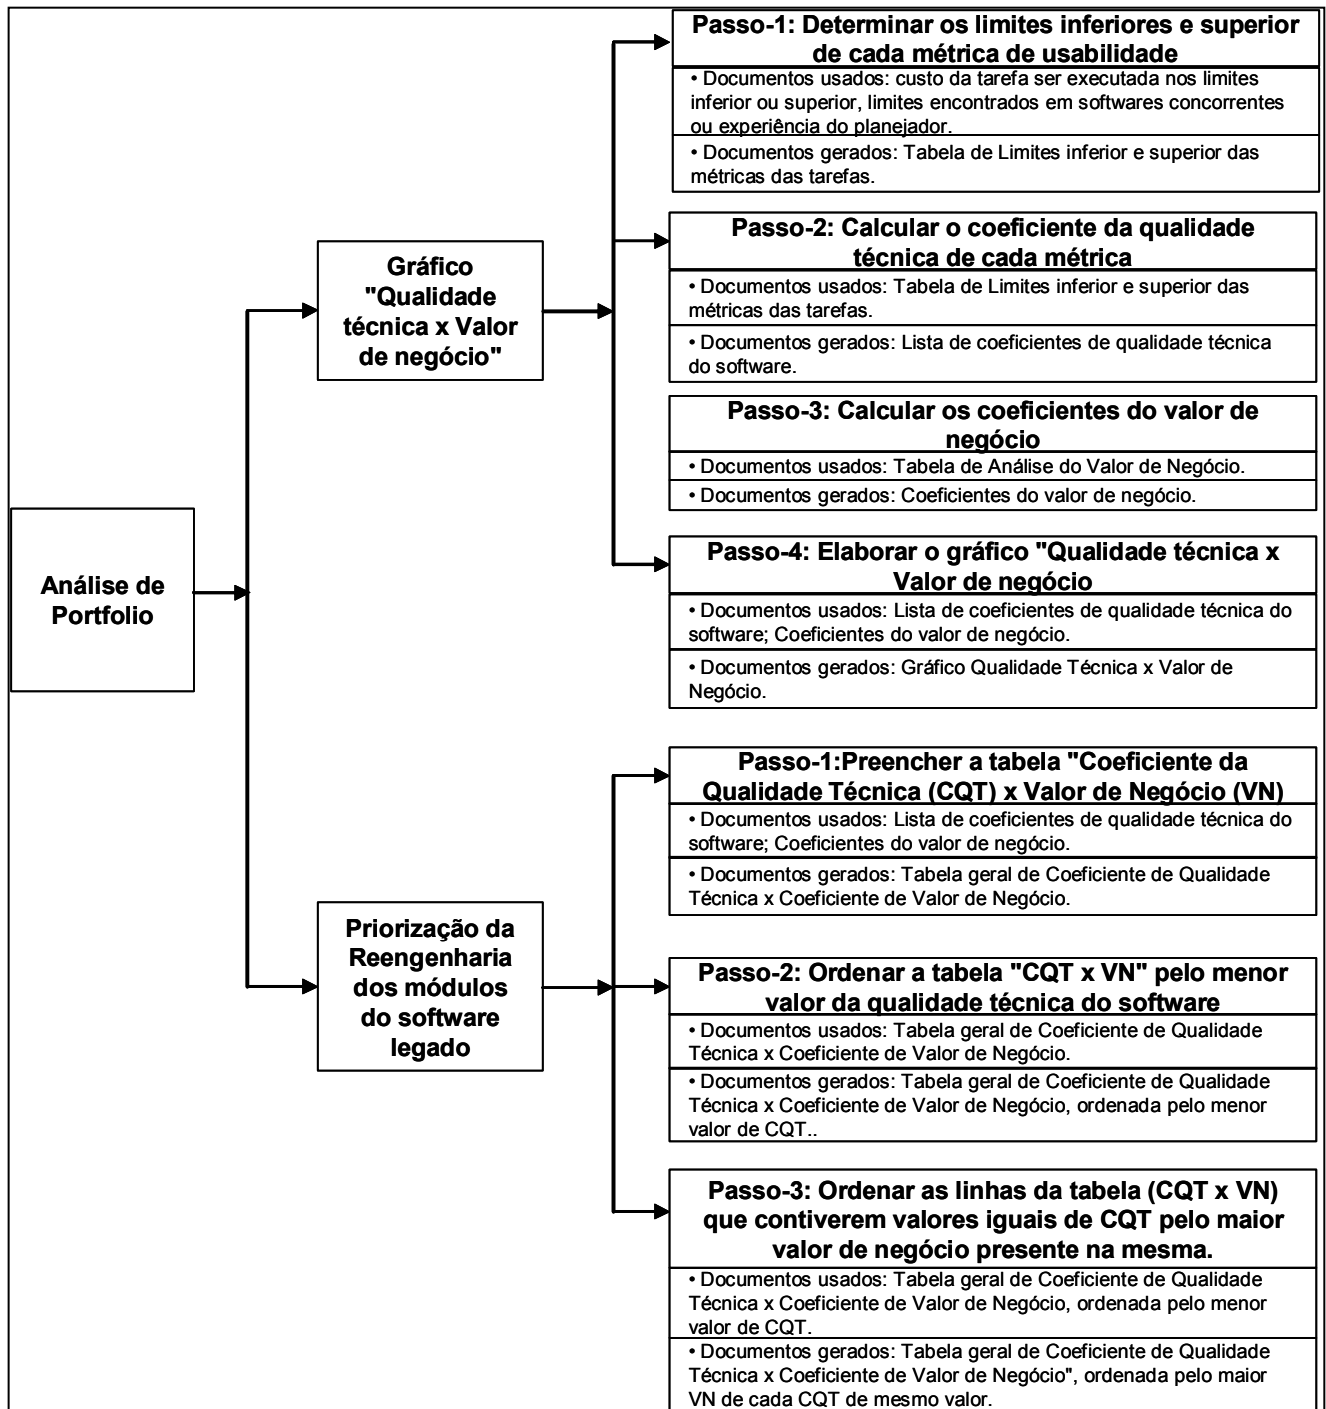 Análise de
Portfolio
Gráfico
"Qualidade
técnica x Valor
de negócio"
Passo-1: Determinar os limites inferiores e superior
de cada métrica de usabilidade
• Documentos usados: custo da tarefa ser executada nos limites
inferior ou superior, limites encontrados em softwares concorrentes
ou experiência do planejador.
• Documentos gerados: Tabela de Limites inferior e superior das
métricas das tarefas.
Passo-2: Calcular o coeficiente da qualidade
técnica de cada métrica
• Documentos usados: Tabela de Limites inferior e superior das
métricas das tarefas.
• Documentos gerados: Lista de coeficientes de qualidade técnica
do software.
Passo-3: Calcular os coeficientes do valor de
negócio
• Documentos usados: Tabela de Análise do Valor de Negócio.
• Documentos gerados: Coeficientes do valor de negócio.
Passo-4: Elaborar o gráfico "Qualidade técnica x
Valor de negócio
• Documentos usados: Lista de coeficientes de qualidade técnica do
software; Coeficientes do valor de negócio.
• Documentos gerados: Gráfico Qualidade Técnica x Valor de
Negócio.
Priorização da
Reengenharia
dos módulos
do software
legado
Passo-1:Preencher a tabela "Coeficiente da
Qualidade Técnica (CQT) x Valor de Negócio (VN)
• Documentos usados: Lista de coeficientes de qualidade técnica do
software; Coeficientes do valor de negócio.
• Documentos gerados: Tabela geral de Coeficiente de Qualidade
Técnica x Coeficiente de Valor de Negócio.
Passo-2: Ordenar a tabela "CQT x VN" pelo menor
valor da qualidade técnica do software
• Documentos usados: Tabela geral de Coeficiente de Qualidade
Técnica x Coeficiente de Valor de Negócio.
• Documentos gerados: Tabela geral de Coeficiente de Qualidade
Técnica x Coeficiente de Valor de Negócio, ordenada pelo menor
valor de CQT..
Passo-3: Ordenar as linhas da tabela (CQT x VN)
que contiverem valores iguais de CQT pelo maior
valor de negócio presente na mesma.
• Documentos usados: Tabela geral de Coeficiente de Qualidade
Técnica x Coeficiente de Valor de Negócio, ordenada pelo menor
valor de CQT.
• Documentos gerados: Tabela geral de Coeficiente de Qualidade
Técnica x Coeficiente de Valor de Negócio", ordenada pelo maior
VN de cada CQT de mesmo valor.